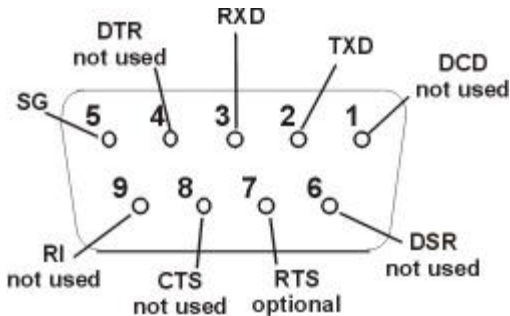 RXD
DTR
not used
TXD
DCD
not used
SG
5 4 3 2 1
9 8 7 6
RI
not used
CTS
not used
RTS
optional
DSR
not used